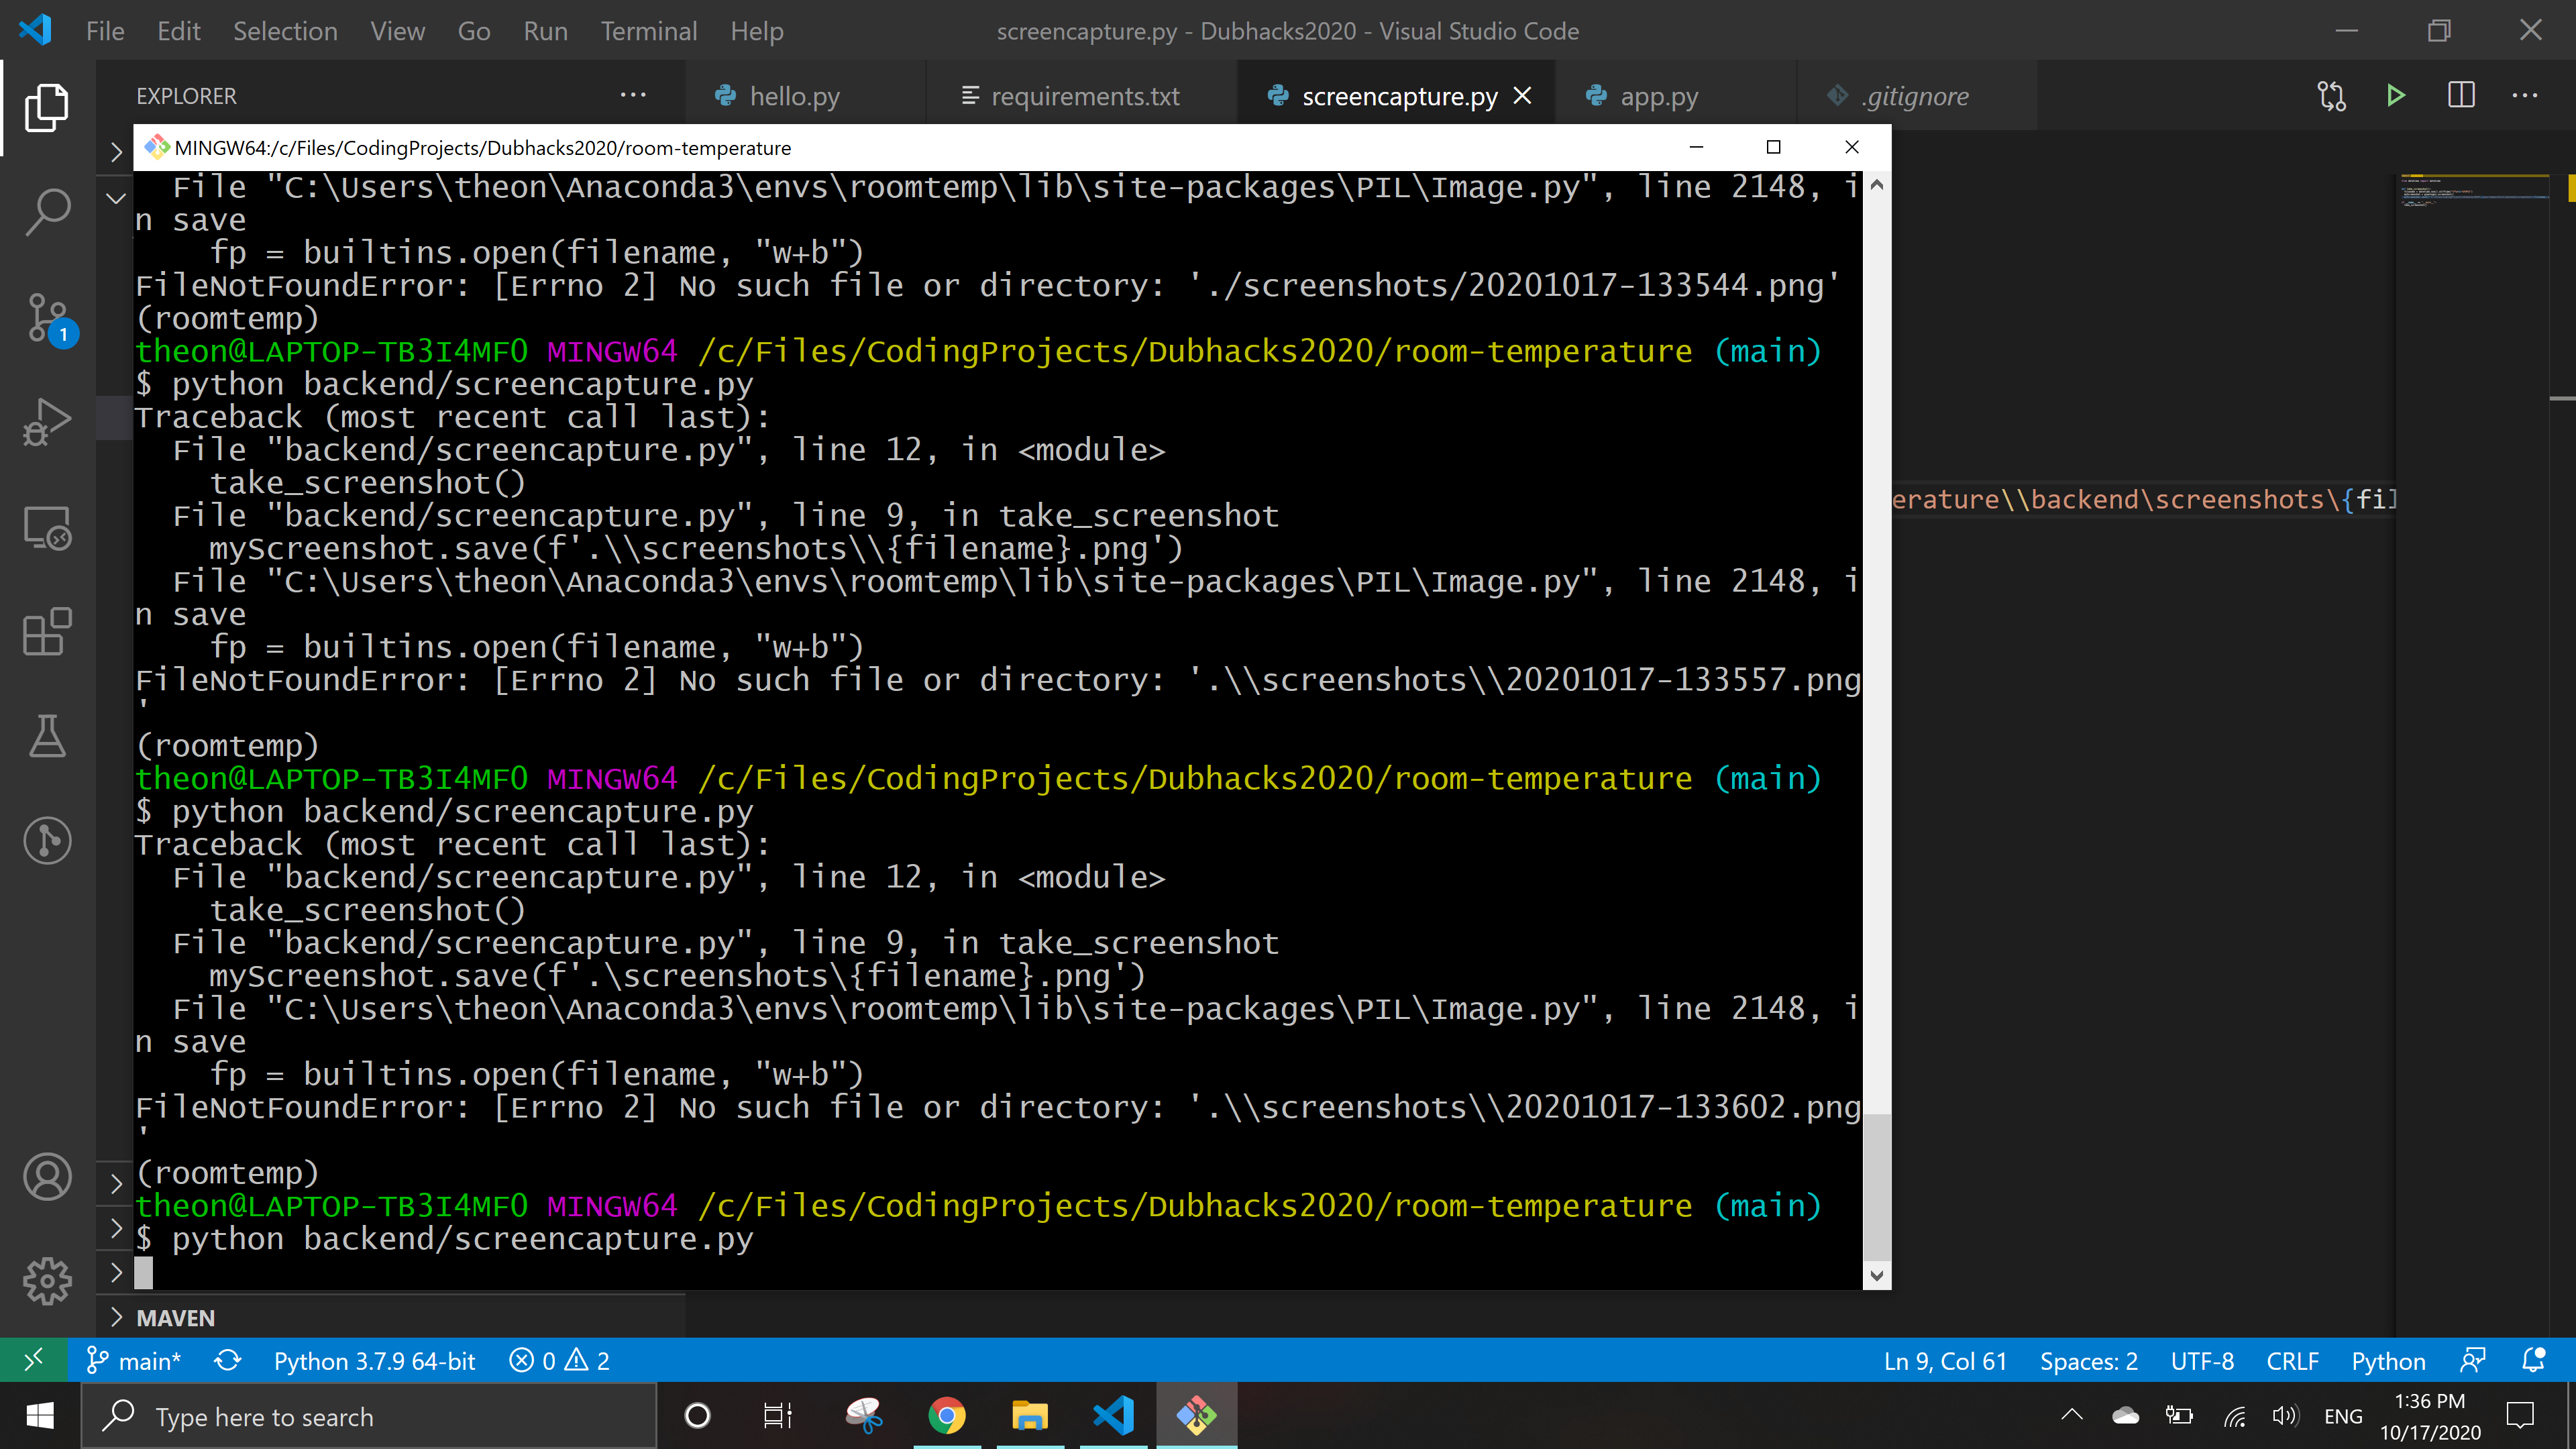 File Edit Selection View Go Run Terminal Help
screencapture.py - Dubhacks2020 - Visual Studio Code
EXPLORER
hello.py
requirements.txt
screencapture.py
app.py
.gitignore
MINGW64:/c/Files/CodingProjects/Dubhacks2020/room-temperature
File "C:\Users\theon\Anaconda3\envs\roomtemp\lib\site-packages\PIL\Image.py", line 2148, i
n save
fp = builtins.open(filename, "w+b")
FileNotFoundError: [Errno 2] No such file or directory: './screenshots/20201017-133544.png'
(roomtemp)
theon@LAPTOP-TB3I4MF0 MINGW64 /c/Files/CodingProjects/Dubhacks2020/room-temperature (main)
$ python backend/screencapture.py
Traceback (most recent call last):
File "backend/screencapture.py", line 12, in <module>
take_screenshot()
File "backend/screencapture.py", line 9, in take_screenshot
myScreenshot.save(f'.\\screenshots\\{filename}.png')
File "C:\Users\theon\Anaconda3\envs\roomtemp\lib\site-packages\PIL\Image.py", line 2148, i
n save
fp = builtins.open(filename, "w+b")
FileNotFoundError: [Errno 2] No such file or directory: '.\\screenshots\\20201017-133557.png
'
(roomtemp)
theon@LAPTOP-TB3I4MF0 MINGW64 /c/Files/CodingProjects/Dubhacks2020/room-temperature (main)
$ python backend/screencapture.py
Traceback (most recent call last):
File "backend/screencapture.py", line 12, in <module>
take_screenshot()
File "backend/screencapture.py", line 9, in take_screenshot
myScreenshot.save(f'.\screenshots\{filename}.png')
File "C:\Users\theon\Anaconda3\envs\roomtemp\lib\site-packages\PIL\Image.py", line 2148, i
n save
fp = builtins.open(filename, "w+b")
FileNotFoundError: [Errno 2] No such file or directory: '.\\screenshots\\20201017-133602.png
'
(roomtemp)
theon@LAPTOP-TB3I4MF0 MINGW64 /c/Files/CodingProjects/Dubhacks2020/room-temperature (main)
$ python backend/screencapture.py
erature\\backend\screenshots\{fil
1
MAVEN
main* Python 3.7.9 64-bit 0 2 Ln 9, Col 61 Spaces: 2 UTF-8 CRLF Python
Type here to search
ENG
1:36 PM
10/17/2020